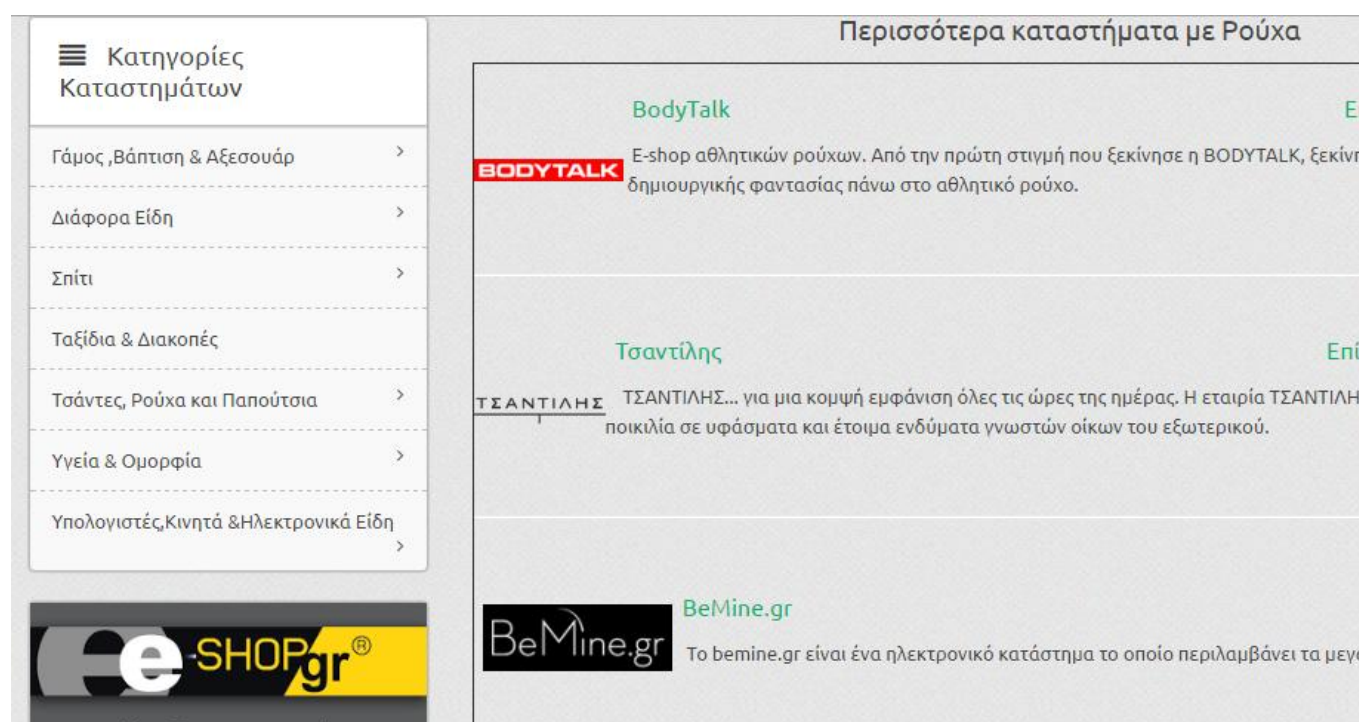 Κατηγορίες
Καταστημάτων
Γάμος ,Βάπτιση & Αξεσουάρ
Διάφορα Είδη
Σπίτι
Ταξίδια & Διακοπές
Τσάντες, Ρούχα και Παπούτσια
Υγεία & Ομορφία
Υπολογιστές,Κινητά &Ηλεκτρονικά Είδη
e-SHOP.gr®
Περισσότερα καταστήματα με Ρούχα
BodyTalk
BODYTALK
E-shop αθλητικών ρούχων. Από την πρώτη στιγμή που ξεκίνησε η BODYTALK,
δημιουργικής φαντασίας πάνω στο αθλητικό ρούχο.
Τσαντίλης
ΤΣΑΝΤΙΛΗΣ
ΤΣΑΝΤΙΛΗΣ... για μια κομψή εμφάνιση όλες τις ώρες της ημέρας. Η εταιρία
ποικιλία σε υφάσματα και έτοιμα ενδύματα γνωστών οίκων του εξωτερικού.
BeMine.gr
BeMine.gr
Το bemine.gr είναι ένα ηλεκτρονικό κατάστημα το οποίο περιλαμβάνει τα